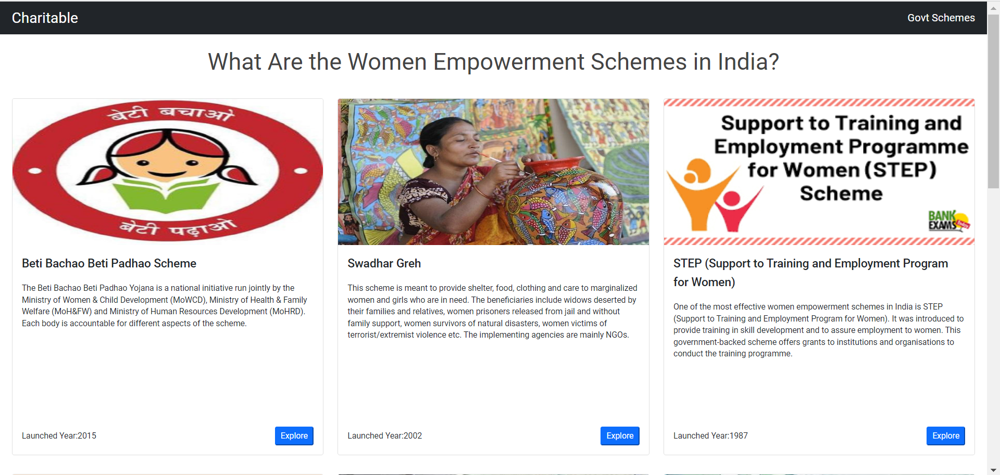 Charitable
Govt Schemes
What Are the Women Empowerment Schemes in India?
बेटी बचाओ
बेटी पढ़ाओ
Support to Training and
Employment Programme
for Women (STEP)
Scheme
BANK
EXAMS
Today
Beti Bachao Beti Padhao Scheme
The Beti Bachao Beti Padhao Yojana is a national initiative run jointly by the
Ministry of Women & Child Development (MoWCD), Ministry of Health & Family
Welfare (MoH&FW) and Ministry of Human Resources Development (MoHRD).
Each body is accountable for different aspects of the scheme.
Launched Year:2015
Explore
Swadhar Greh
This scheme is meant to provide shelter, food, clothing and care to marginalized
women and girls who are in need. The beneficiaries include widows deserted by
their families and relatives, women prisoners released from jail and without
family support, women survivors of natural disasters, women victims of
terrorist/extremist violence etc. The implementing agencies are mainly NGOs.
Launched Year:2002
Explore
STEP (Support to Training and Employment Program
for Women)
One of the most effective women empowerment schemes in India is STEP
(Support to Training and Employment Program for Women). It was introduced to
provide training in skill development and to assure employment to women. This
government-backed scheme offers grants to institutions and organisations to
conduct the training programme.
Launched Year:1987
Explore